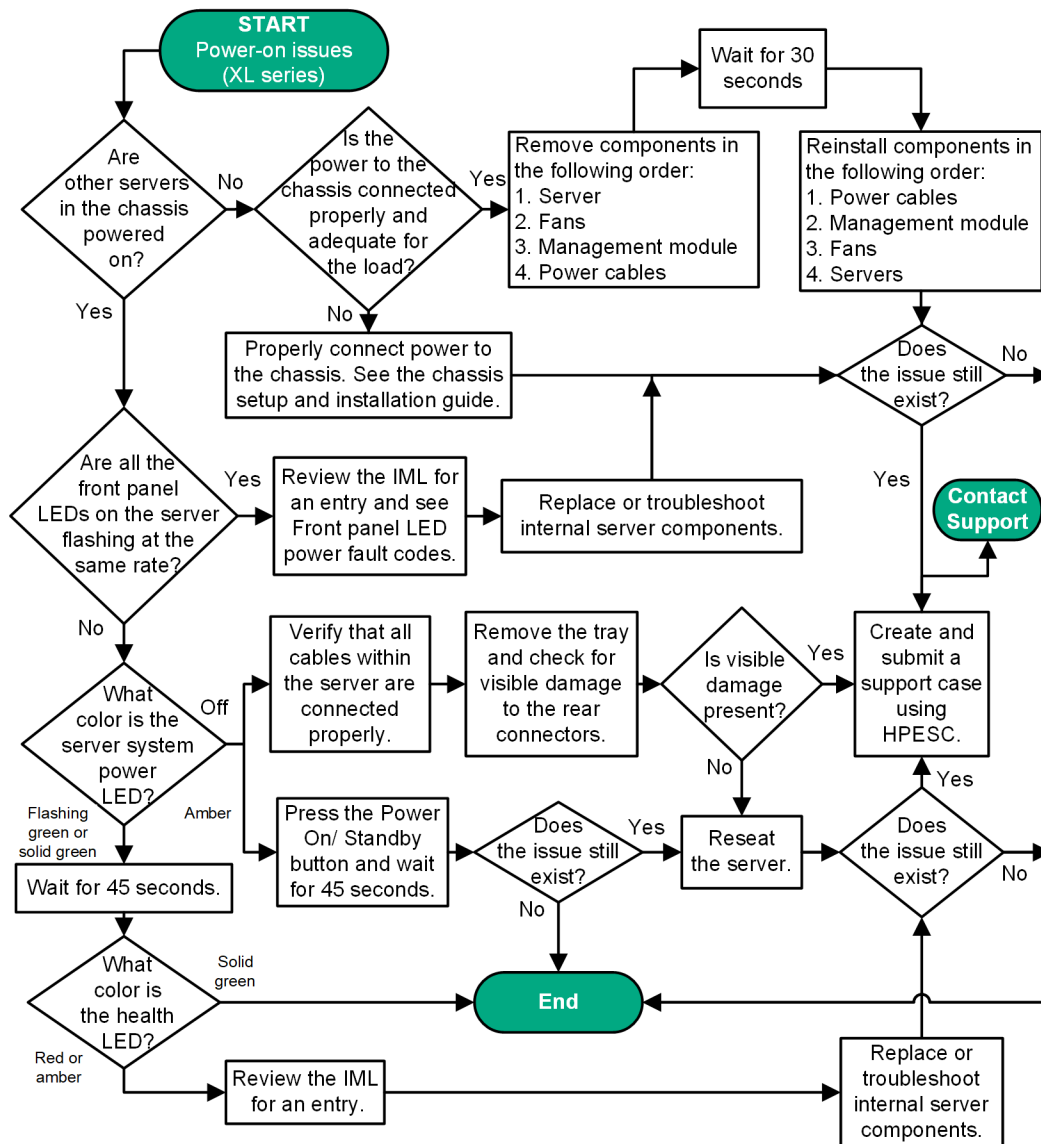 START
Power-on issues
(XL series)
Are
other servers
in the chassis
powered
on?
No
Yes
Is the
power to the
chassis connected
properly and
adequate for
the load?
Yes
No
Remove components in
the following order:
1. Server
2. Fans
3. Management module
4. Power cables
Wait for 30
seconds
Reinstall components in
the following order:
1. Power cables
2. Management module
3. Fans
4. Servers
Properly connect power to
the chassis. See the chassis
setup and installation guide.
Does
the issue still
exist?
No
Yes
Contact
Support
Are all the
front panel
LEDs on the server
flashing at the
same rate?
Yes
No
Review the IML for
an entry and see
Front panel LED
power fault codes.
Replace or troubleshoot
internal server components.
What
color is the
server system
power
LED?
Off
Amber
Flashing
green or
solid green
Verify that all
cables within
the server are
connected
properly.
Remove the tray
and check for
visible damage
to the rear
connectors.
Is visible
damage
present?
Yes
No
Create and
submit a
support case
using
HPESC.
Press the Power
On/ Standby
button and wait
for 45 seconds.
Does
the issue still
exist?
Yes
No
Reseat
the server.
Does
the issue still
exist?
Yes
No
Wait for 45 seconds.
What
color is
the health
LED?
Solid
green
Red or
amber
End
Review the IML
for an entry.
Replace or
troubleshoot
internal server
components.